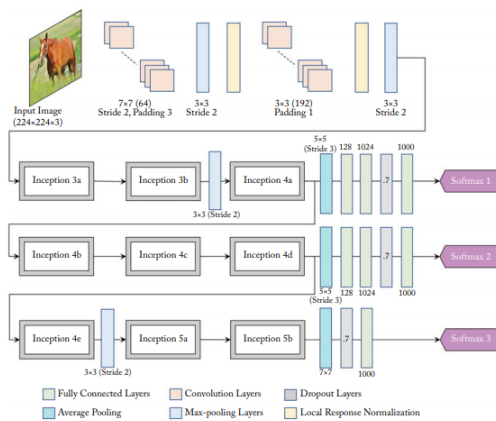 Input Image
(224×224×3)
7×7 (64)
Stride 2, Padding 3
3×3
Stride 2
3×3 (192)
Padding 1
3×3
Stride 2
Inception 3a
Inception 3b
3×3 (Stride 2)
Inception 4a
5×5
(Stride 3)
128
1024
.7
1000
Softmax 1
Inception 4b
Inception 4c
Inception 4d
5×5
(Stride 3)
128
1024
.7
1000
Softmax 2
Inception 4e
3×3 (Stride 2)
Inception 5a
Inception 5b
7×7
.7
1000
Softmax 3
Fully Connected Layers
Convolution Layers
Dropout Layers
Average Pooling
Max-pooling Layers
Local Response Normalization